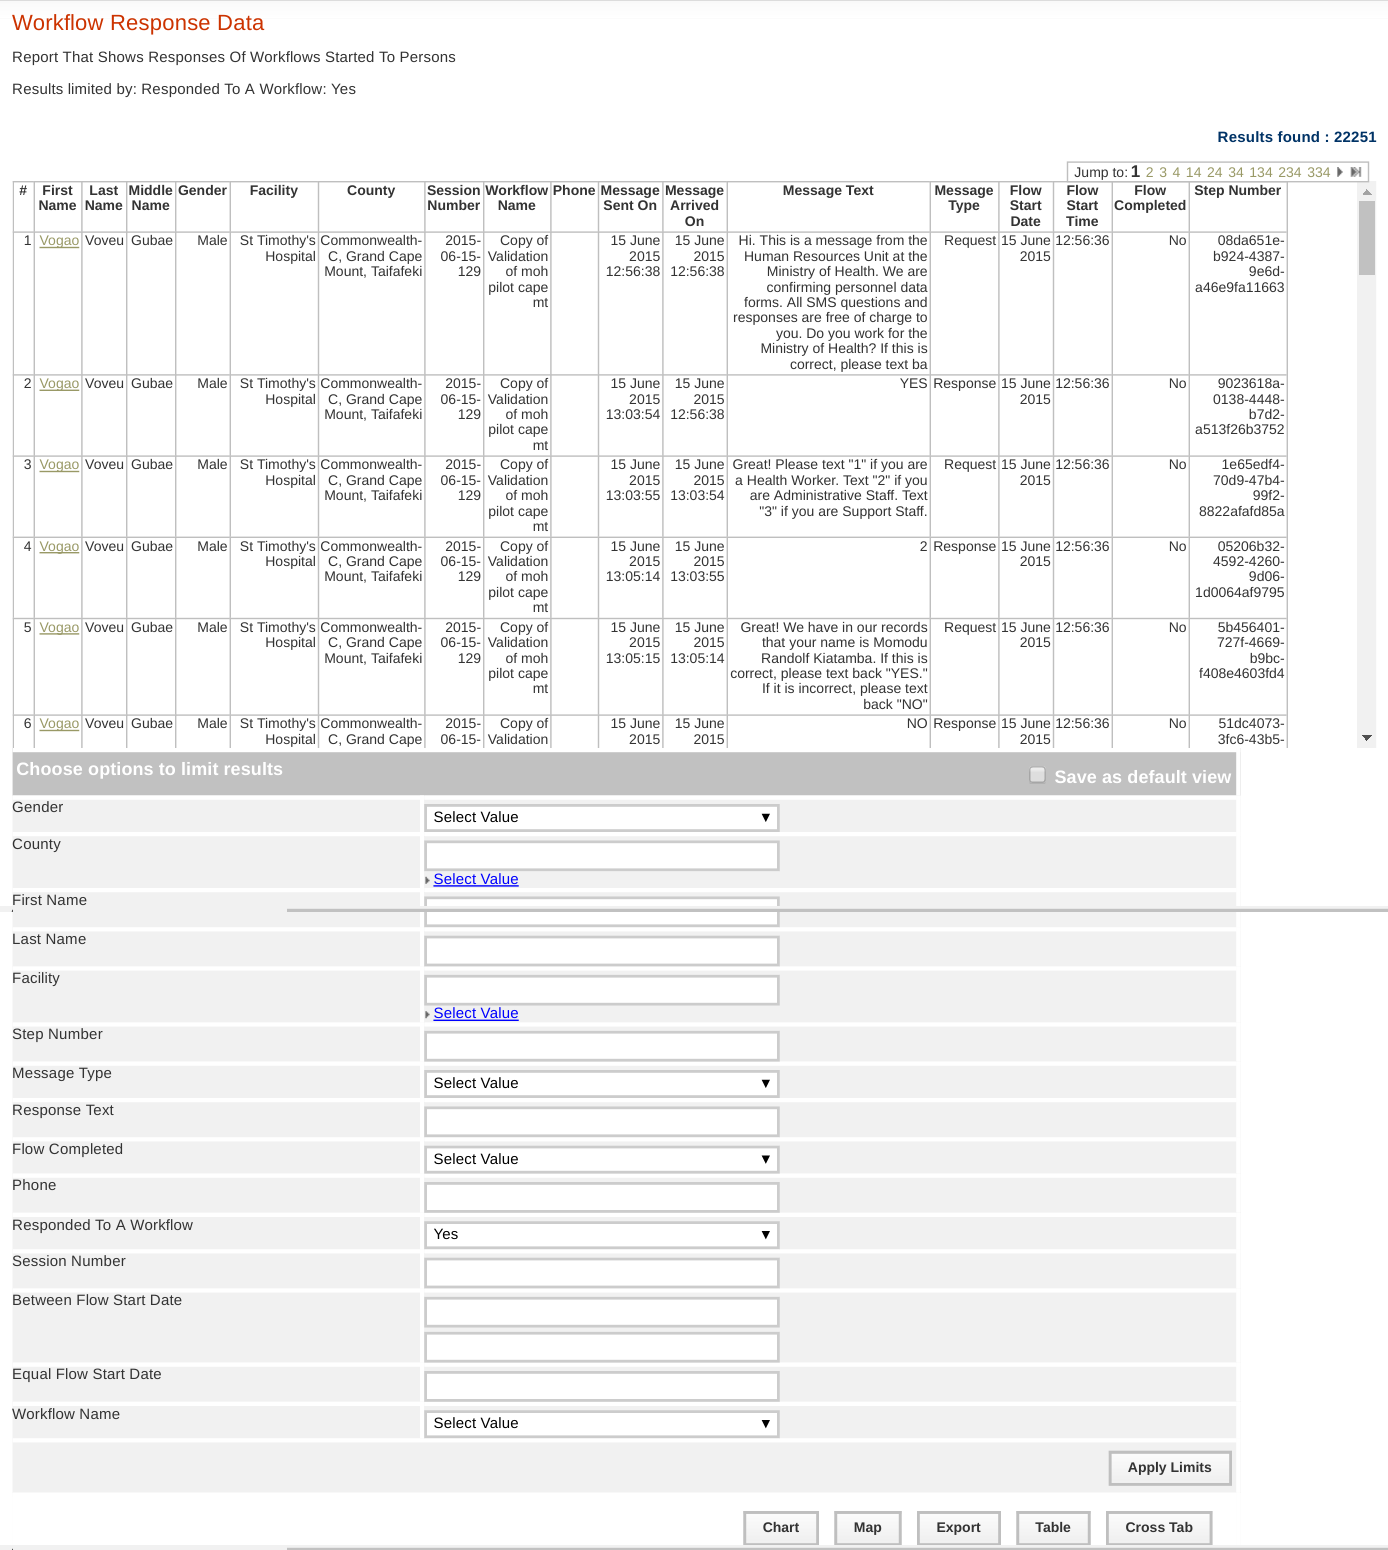 Workflow Response Data
Report That Shows Responses Of Workflows Started To Persons
Results limited by: Responded To A Workflow: Yes
Results found : 22251
Jump to: 1 2 3 4 14 24 34 134 234 334
# First Name Last Name Middle Name Gender Facility County Session Number Workflow Name Phone Message Sent On Message Arrived On Message Text Message Type Flow Start Date Flow Start Time Flow Completed Step Number
1 Vogao Voveu Gubae Male St Timothy's Hospital Commonwealth-C, Grand Cape Mount, Taifafeki 2015-06-15-129 Copy of Validation of moh pilot cape mt 15 June 2015 12:56:38 15 June 2015 12:56:38 Hi. This is a message from the Human Resources Unit at the Ministry of Health. We are confirming personnel data forms. All SMS questions and responses are free of charge to you. Do you work for the Ministry of Health? If this is correct, please text ba Request 15 June 2015 12:56:36 No 08da651e-b924-4387-9e6d-a46e9fa11663
2 Vogao Voveu Gubae Male St Timothy's Hospital Commonwealth-C, Grand Cape Mount, Taifafeki 2015-06-15-129 Copy of Validation of moh pilot cape mt 15 June 2015 13:03:54 15 June 2015 12:56:38 YES Response 15 June 2015 12:56:36 No 9023618a-0138-4448-b7d2-a513f26b3752
3 Vogao Voveu Gubae Male St Timothy's Hospital Commonwealth-C, Grand Cape Mount, Taifafeki 2015-06-15-129 Copy of Validation of moh pilot cape mt 15 June 2015 13:03:55 15 June 2015 13:03:54 Great! Please text "1" if you are a Health Worker. Text "2" if you are Administrative Staff. Text "3" if you are Support Staff. Request 15 June 2015 12:56:36 No 1e65edf4-70d9-47b4-99f2-8822afafd85a
4 Vogao Voveu Gubae Male St Timothy's Hospital Commonwealth-C, Grand Cape Mount, Taifafeki 2015-06-15-129 Copy of Validation of moh pilot cape mt 15 June 2015 13:05:14 15 June 2015 13:03:55 2 Response 15 June 2015 12:56:36 No 05206b32-4592-4260-9d06-1d0064af9795
5 Vogao Voveu Gubae Male St Timothy's Hospital Commonwealth-C, Grand Cape Mount, Taifafeki 2015-06-15-129 Copy of Validation of moh pilot cape mt 15 June 2015 13:05:15 15 June 2015 13:05:14 Great! We have in our records that your name is Momodu Randolf Kiatamba. If this is correct, please text back "YES." If it is incorrect, please text back "NO" Request 15 June 2015 12:56:36 No 5b456401-727f-4669-b9bc-f408e4603fd4
6 Vogao Voveu Gubae Male St Timothy's Hospital Commonwealth-C, Grand Cape 2015-06-15- Copy of Validation 15 June 2015 15 June 2015 NO Response 15 June 2015 12:56:36 No 51dc4073-3fc6-43b5-
Choose options to limit results
Save as default view
Gender Select Value
County
Select Value
First Name
Last Name
Facility
Select Value
Step Number
Message Type Select Value
Response Text
Flow Completed Select Value
Phone
Responded To A Workflow Yes
Session Number
Between Flow Start Date
Equal Flow Start Date
Workflow Name Select Value
Apply Limits
Chart Map Export Table Cross Tab